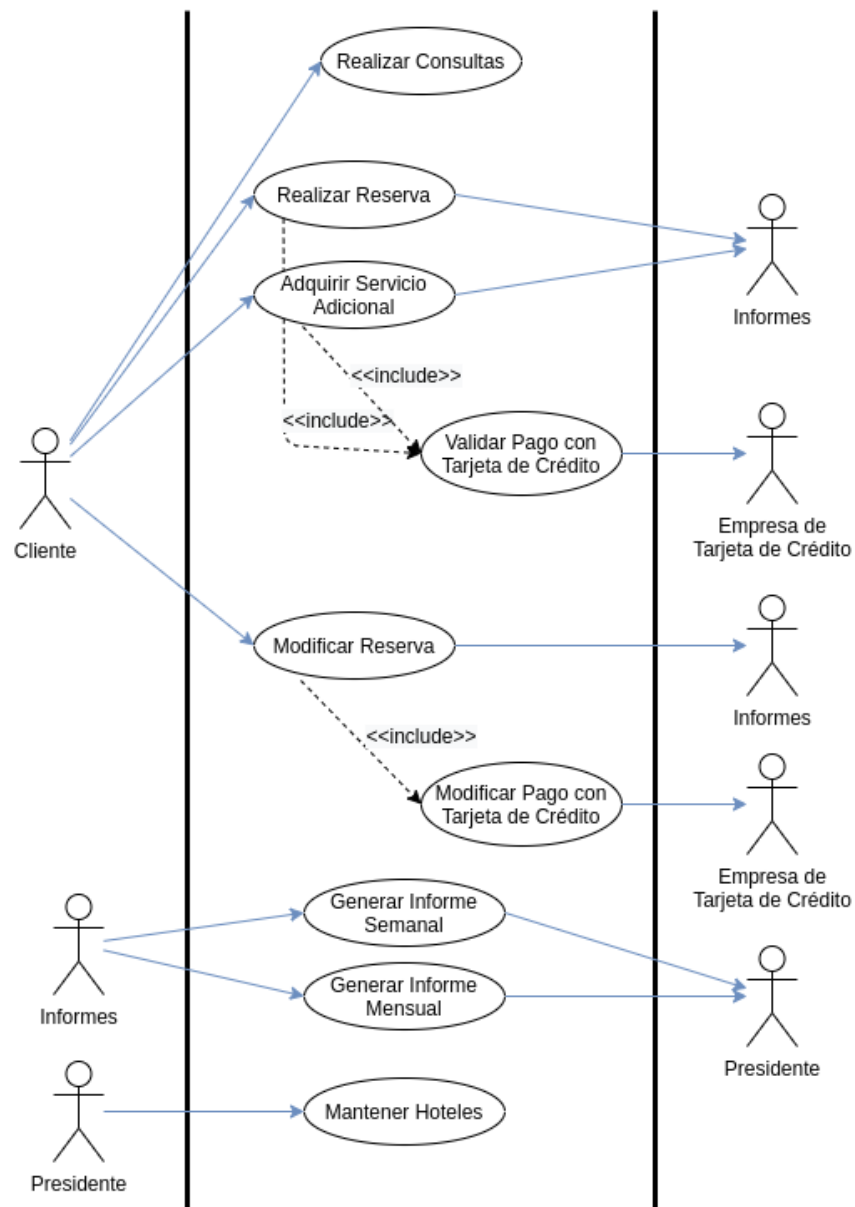 Realizar Consultas
Realizar Reserva
Adquirir Servicio
Adicional
Informes
<<include>>
<<include>>
Validar Pago con
Tarjeta de Crédito
Empresa de
Tarjeta de Crédito
Cliente
Modificar Reserva
Informes
<<include>>
Modificar Pago con
Tarjeta de Crédito
Empresa de
Tarjeta de Crédito
Generar Informe
Semanal
Generar Informe
Mensual
Informes
Presidente
Mantener Hoteles
Presidente